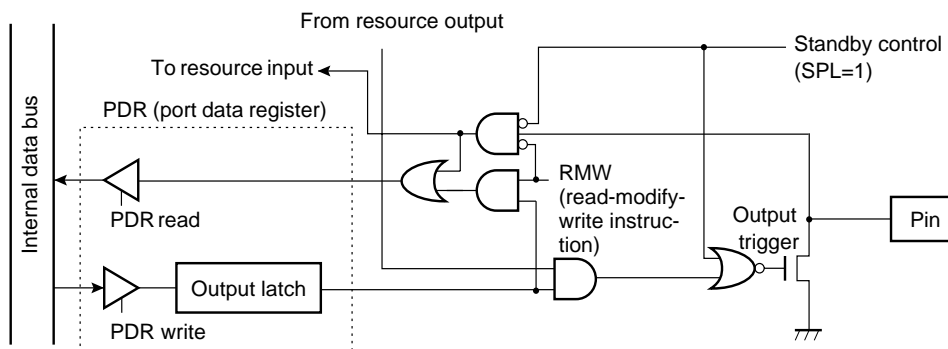 From resource output
Standby control
(SPL=1)
To resource input
PDR (port data register)
Internal data bus
RMW
(read-modify-
write instruc-
tion)
PDR read
Output
trigger
Pin
Output latch
PDR write